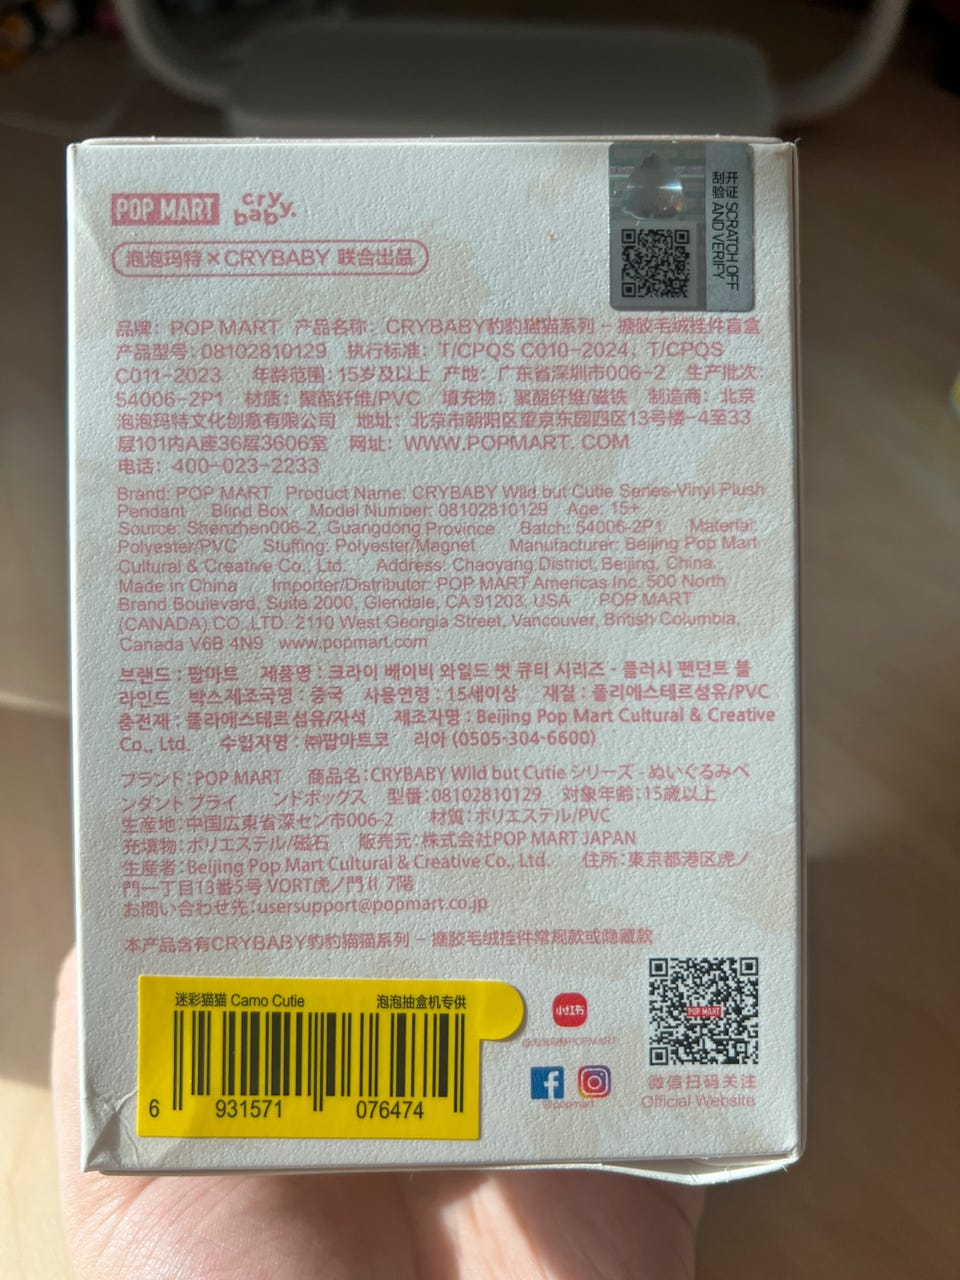 POP MART
cry baby.
泡泡玛特×CRYBABY 联合出品
开证 SCRATCH OFF
刮验 AND VERIFY
品牌：POP MART 产品名称：CRYBABY豹豹猫猫系列－搪胶毛绒挂件盲盒
产品型号：08102810129 执行标准：T/CPQS C010-2024、T/CPQS
C011-2023 年龄范围：15岁及以上 产地：广东省深圳市006-2 生产批次：
54006-2P1 材质：聚酯纤维/PVC 填充物：聚酯纤维/磁铁 制造商：北京
泡泡玛特文化创意有限公司 地址：北京市朝阳区望京东园四区13号楼-4至33
层101内A座36层3606室 网址：WWW.POPMART.COM
电话：400-023-2233
Brand: POP MART Product Name: CRYBABY Wild but Cutie Series-Vinyl Plush
Pendant Blind Box Model Number: 08102810129 Age: 15+
Source: Shenzhen006-2, Guangdong Province Batch: 54006-2P1 Material:
Polyester/PVC Stuffing: Polyester/Magnet Manufacturer: Beijing Pop Mart
Cultural & Creative Co., Ltd. Address: Chaoyang District, Beijing, China.
Made in China Importer/Distributor: POP MART Americas Inc. 500 North
Brand Boulevard, Suite 2000, Glendale, CA 91203, USA POP MART
(CANADA) CO.,LTD. 2110 West Georgia Street, Vancouver, British Columbia,
Canada V6B 4N9 www.popmart.com
브랜드 : 팝마트 제품명 : 크라이 베이비 와일드 벗 큐티 시리즈 - 플러시 펜던트 블
라인드 박스제조국명 : 중국 사용연령 : 15세이상 재질 : 폴리에스테르섬유/PVC
충전재 : 폴리에스테르섬유/자석 제조자명 : Beijing Pop Mart Cultural & Creative
Co., Ltd. 수입자명 : ㈜팝마트코 리아 (0505-304-6600)
ブランド:POP MART 商品名:CRYBABY Wild but Cutie シリーズ - ぬいぐるみペ
ンダント ブライ ンドボックス 型番:08102810129 対象年齢:15歳以上
生産地:中国広東省深セン市006-2 材質:ポリエステル/PVC
充填物:ポリエステル/磁石 販売元:株式会社POP MART JAPAN
生産者:Beijing Pop Mart Cultural & Creative Co., Ltd. 住所:東京都港区虎ノ
門一丁目13番5号 VORT虎ノ門Ⅱ 7階
お問い合わせ先:usersupport@popmart.co.jp
本产品含有CRYBABY豹豹猫猫系列－搪胶毛绒挂件常规款或隐藏款
迷彩猫猫 Camo Cutie 泡泡抽盒机专供
6 931571 076474
小红书
@泡泡玛特POPMART
@popmart
POP MART
微信扫码关注
Official Website